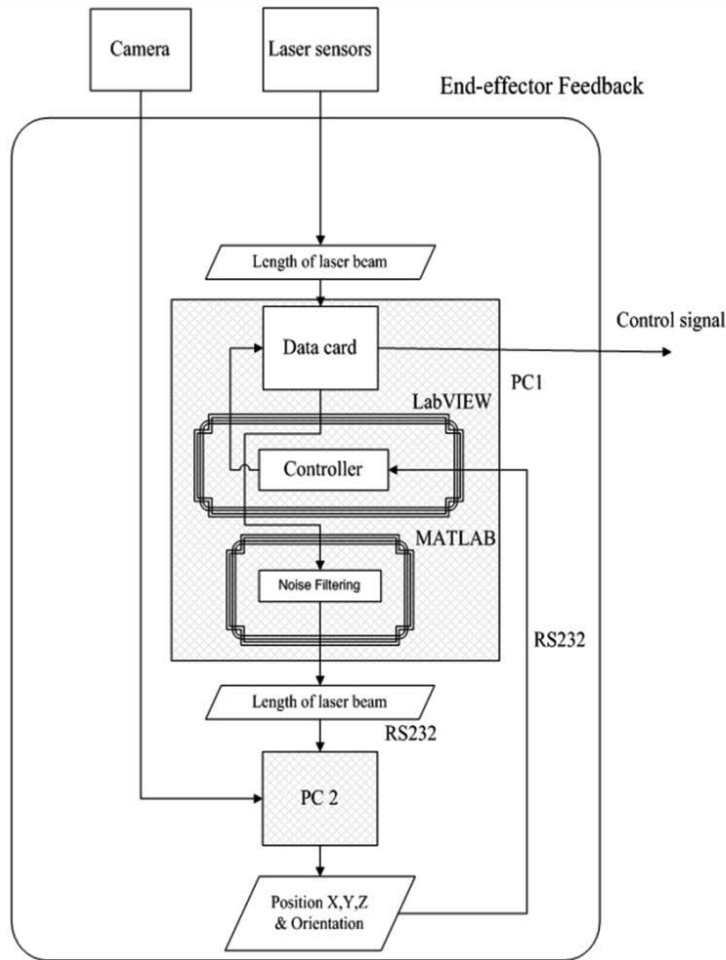 Camera
Laser sensors
End-effector Feedback
Length of laser beam
Control signal
Data card
PC1
LabVIEW
Controller
MATLAB
Noise Filtering
RS232
Length of laser beam
RS232
PC 2
Position X,Y,Z
& Orientation